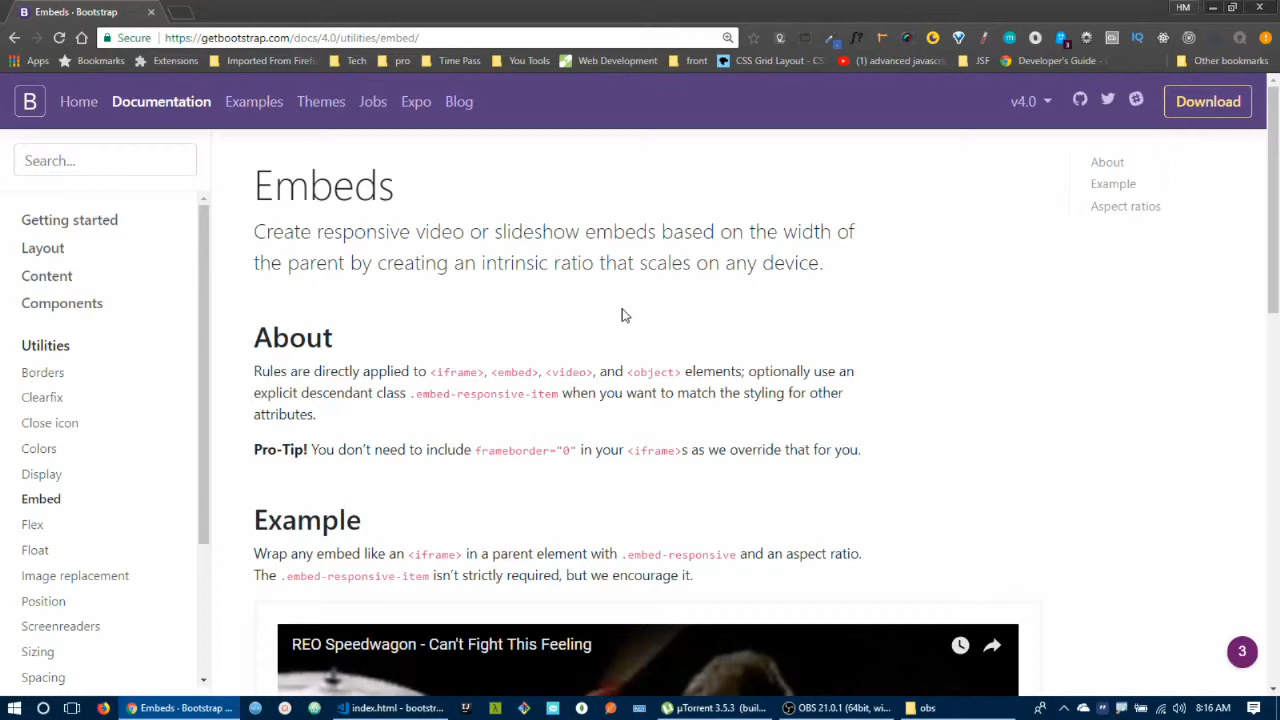 Embeds - Bootstrap
HM
Secure
https://getbootstrap.com/docs/4.0/utilities/embed/
Apps
Bookmarks
Extensions
Imported From Firef
Tech
pro
Time Pass
You Tools
Web Development
front
CSS Grid Layout - CS
(1) advanced javascri
JSF
Developer's Guide -
Other bookmarks
B
Home
Documentation
Examples
Themes
Jobs
Expo
Blog
v4.0
Download
Search...
Getting started
Layout
Content
Components
Utilities
Borders
Clearfix
Close icon
Colors
Display
Embed
Flex
Float
Image replacement
Position
Screenreaders
Sizing
Spacing
Embeds
Create responsive video or slideshow embeds based on the width of
the parent by creating an intrinsic ratio that scales on any device.
About
Rules are directly applied to <iframe>, <embed>, <video>, and <object> elements; optionally use an
explicit descendant class .embed-responsive-item when you want to match the styling for other
attributes.
Pro-Tip! You don't need to include frameborder="0" in your <iframe>s as we override that for you.
Example
Wrap any embed like an <iframe> in a parent element with .embed-responsive and an aspect ratio.
The .embed-responsive-item isn't strictly required, but we encourage it.
REO Speedwagon - Can't Fight This Feeling
About
Example
Aspect ratios
3
Embeds - Bootstrap ...
index.html - bootstr...
µTorrent 3.5.3 (buil...
OBS 21.0.1 (64bit, wi...
obs
8:16 AM